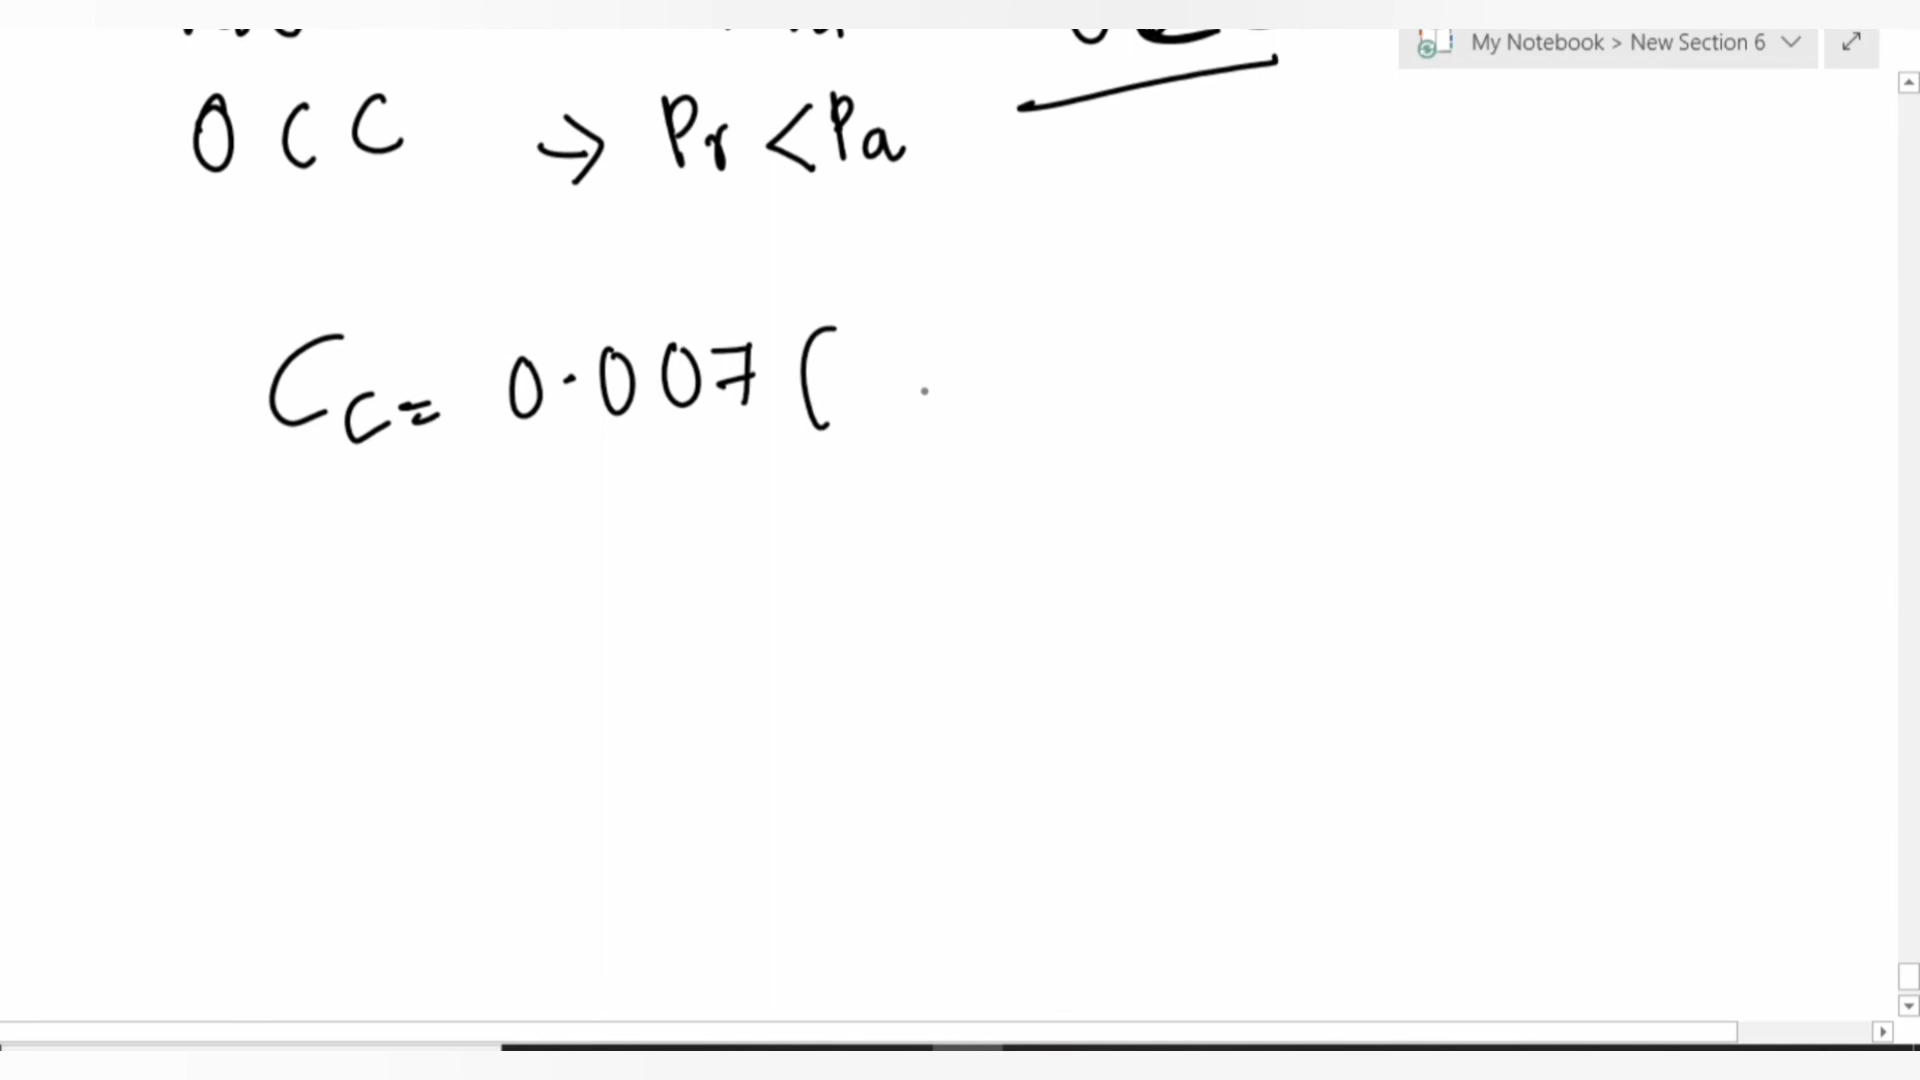 My Notebook > New Section 6
OCC → Pr < Pa
Cc = 0.007 (